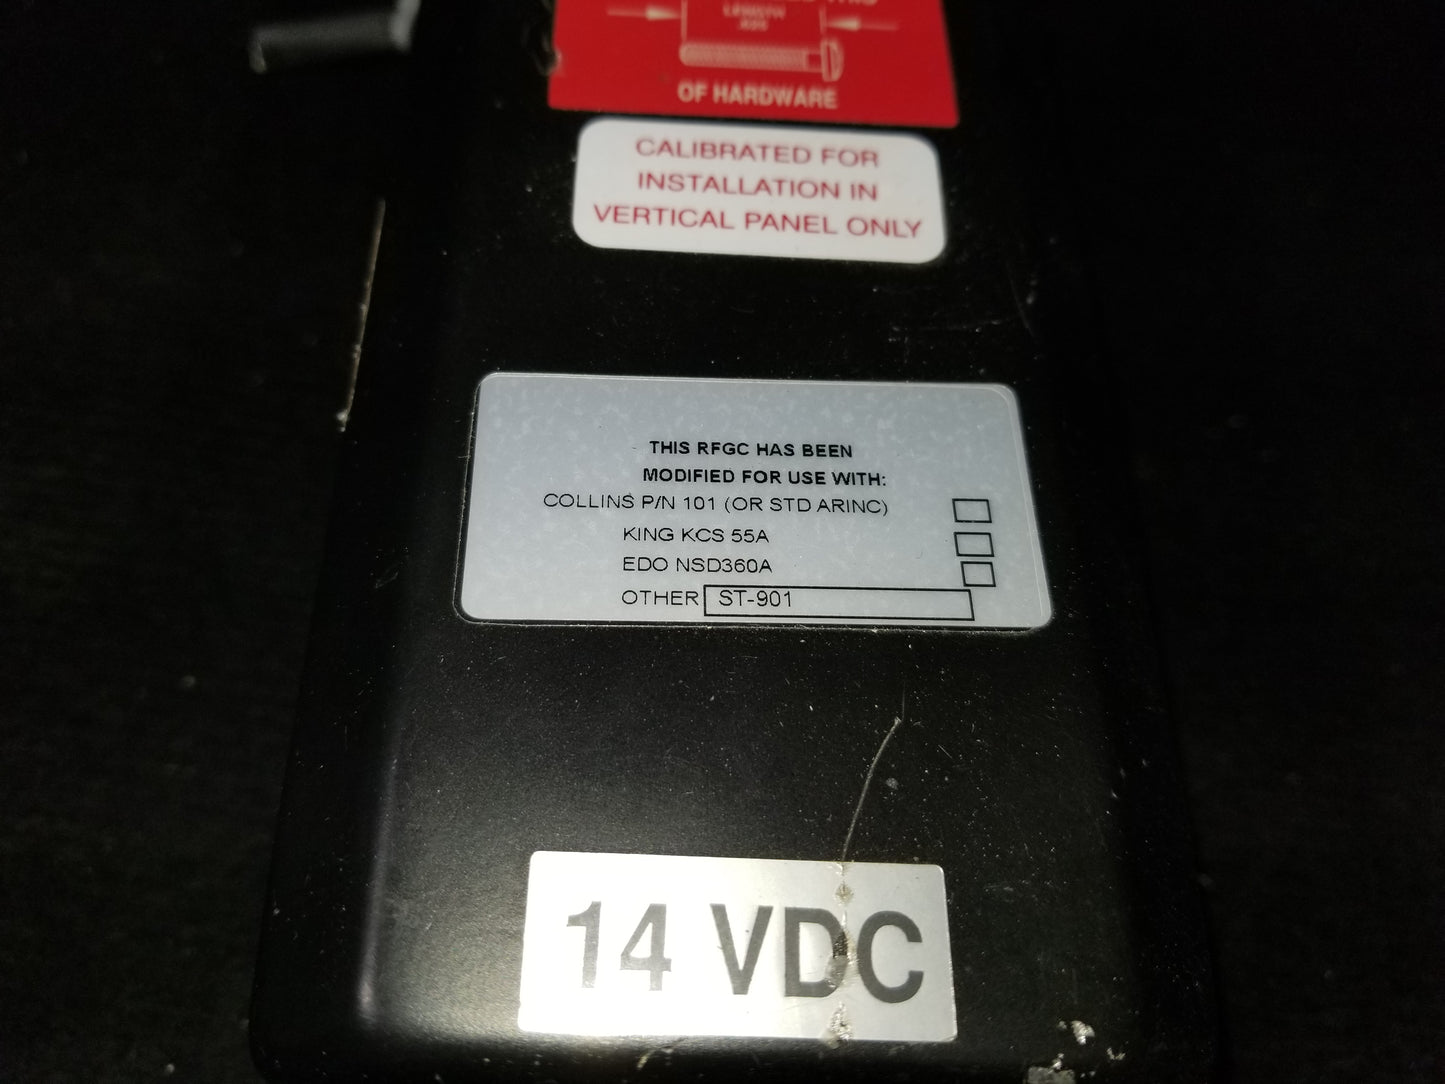 LENGTH
OF HARDWARE
CALIBRATED FOR
INSTALLATION IN
VERTICAL PANEL ONLY
THIS RFGC HAS BEEN
MODIFIED FOR USE WITH:
COLLINS P/N 101 (OR STD ARINC)
KING KCS 55A
EDO NSD360A
OTHER ST-901
14 VDC